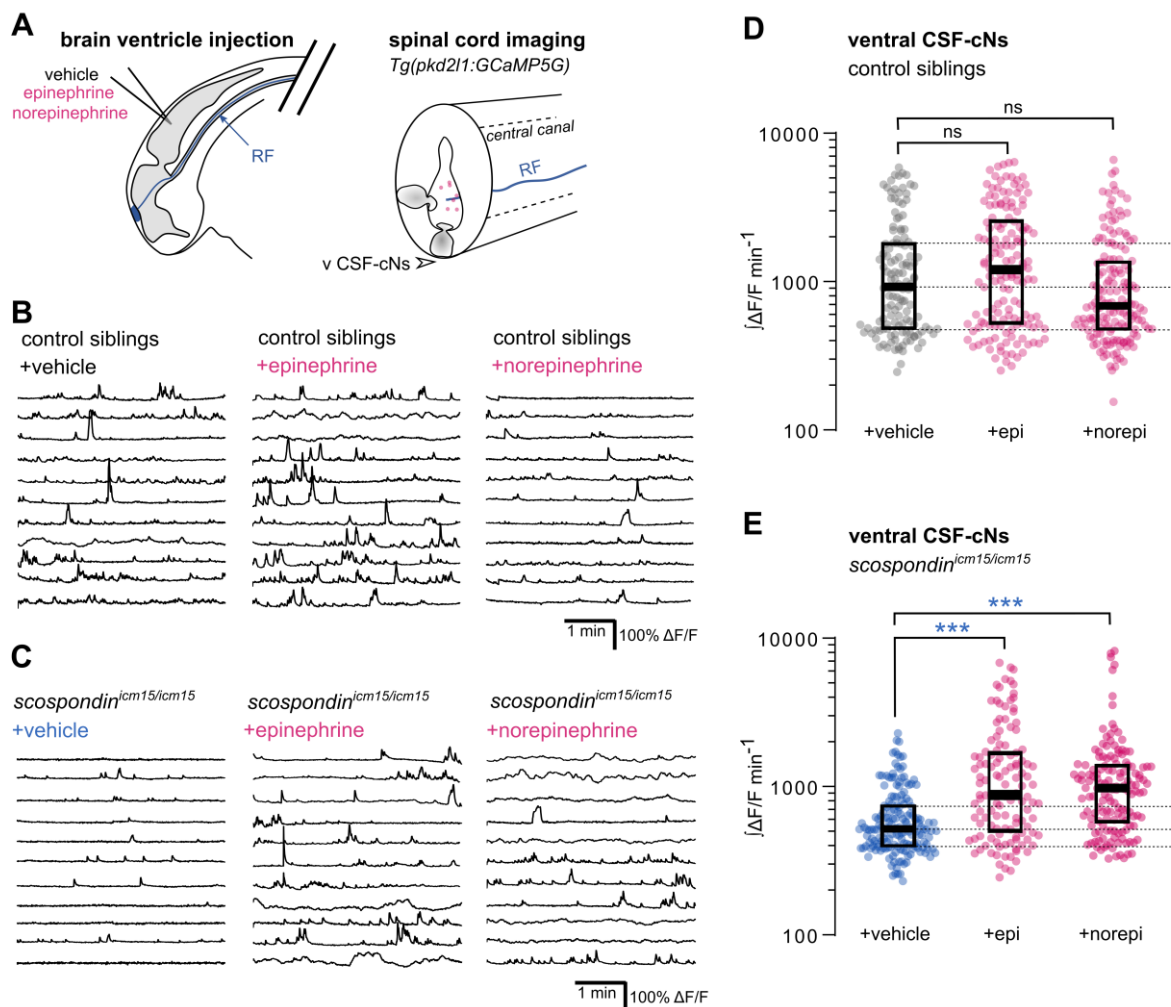 A
brain ventricle injection
vehicle
epinephrine
norepinephrine
RF
spinal cord imaging
Tg(pkd2l1:GCaMP5G)
central canal
RF
v CSF-cNs
B
control siblings
+vehicle
control siblings
+epinephrine
control siblings
+norepinephrine
1 min
100% ΔF/F
C
scospondin^icm15/icm15
+vehicle
scospondin^icm15/icm15
+epinephrine
scospondin^icm15/icm15
+norepinephrine
1 min
100% ΔF/F
D
ventral CSF-cNs
control siblings
ns
ns
10000
1000
100
∫ΔF/F min⁻¹
+vehicle
+epi
+norepi
E
ventral CSF-cNs
scospondin^icm15/icm15
***
***
10000
1000
100
∫ΔF/F min⁻¹
+vehicle
+epi
+norepi